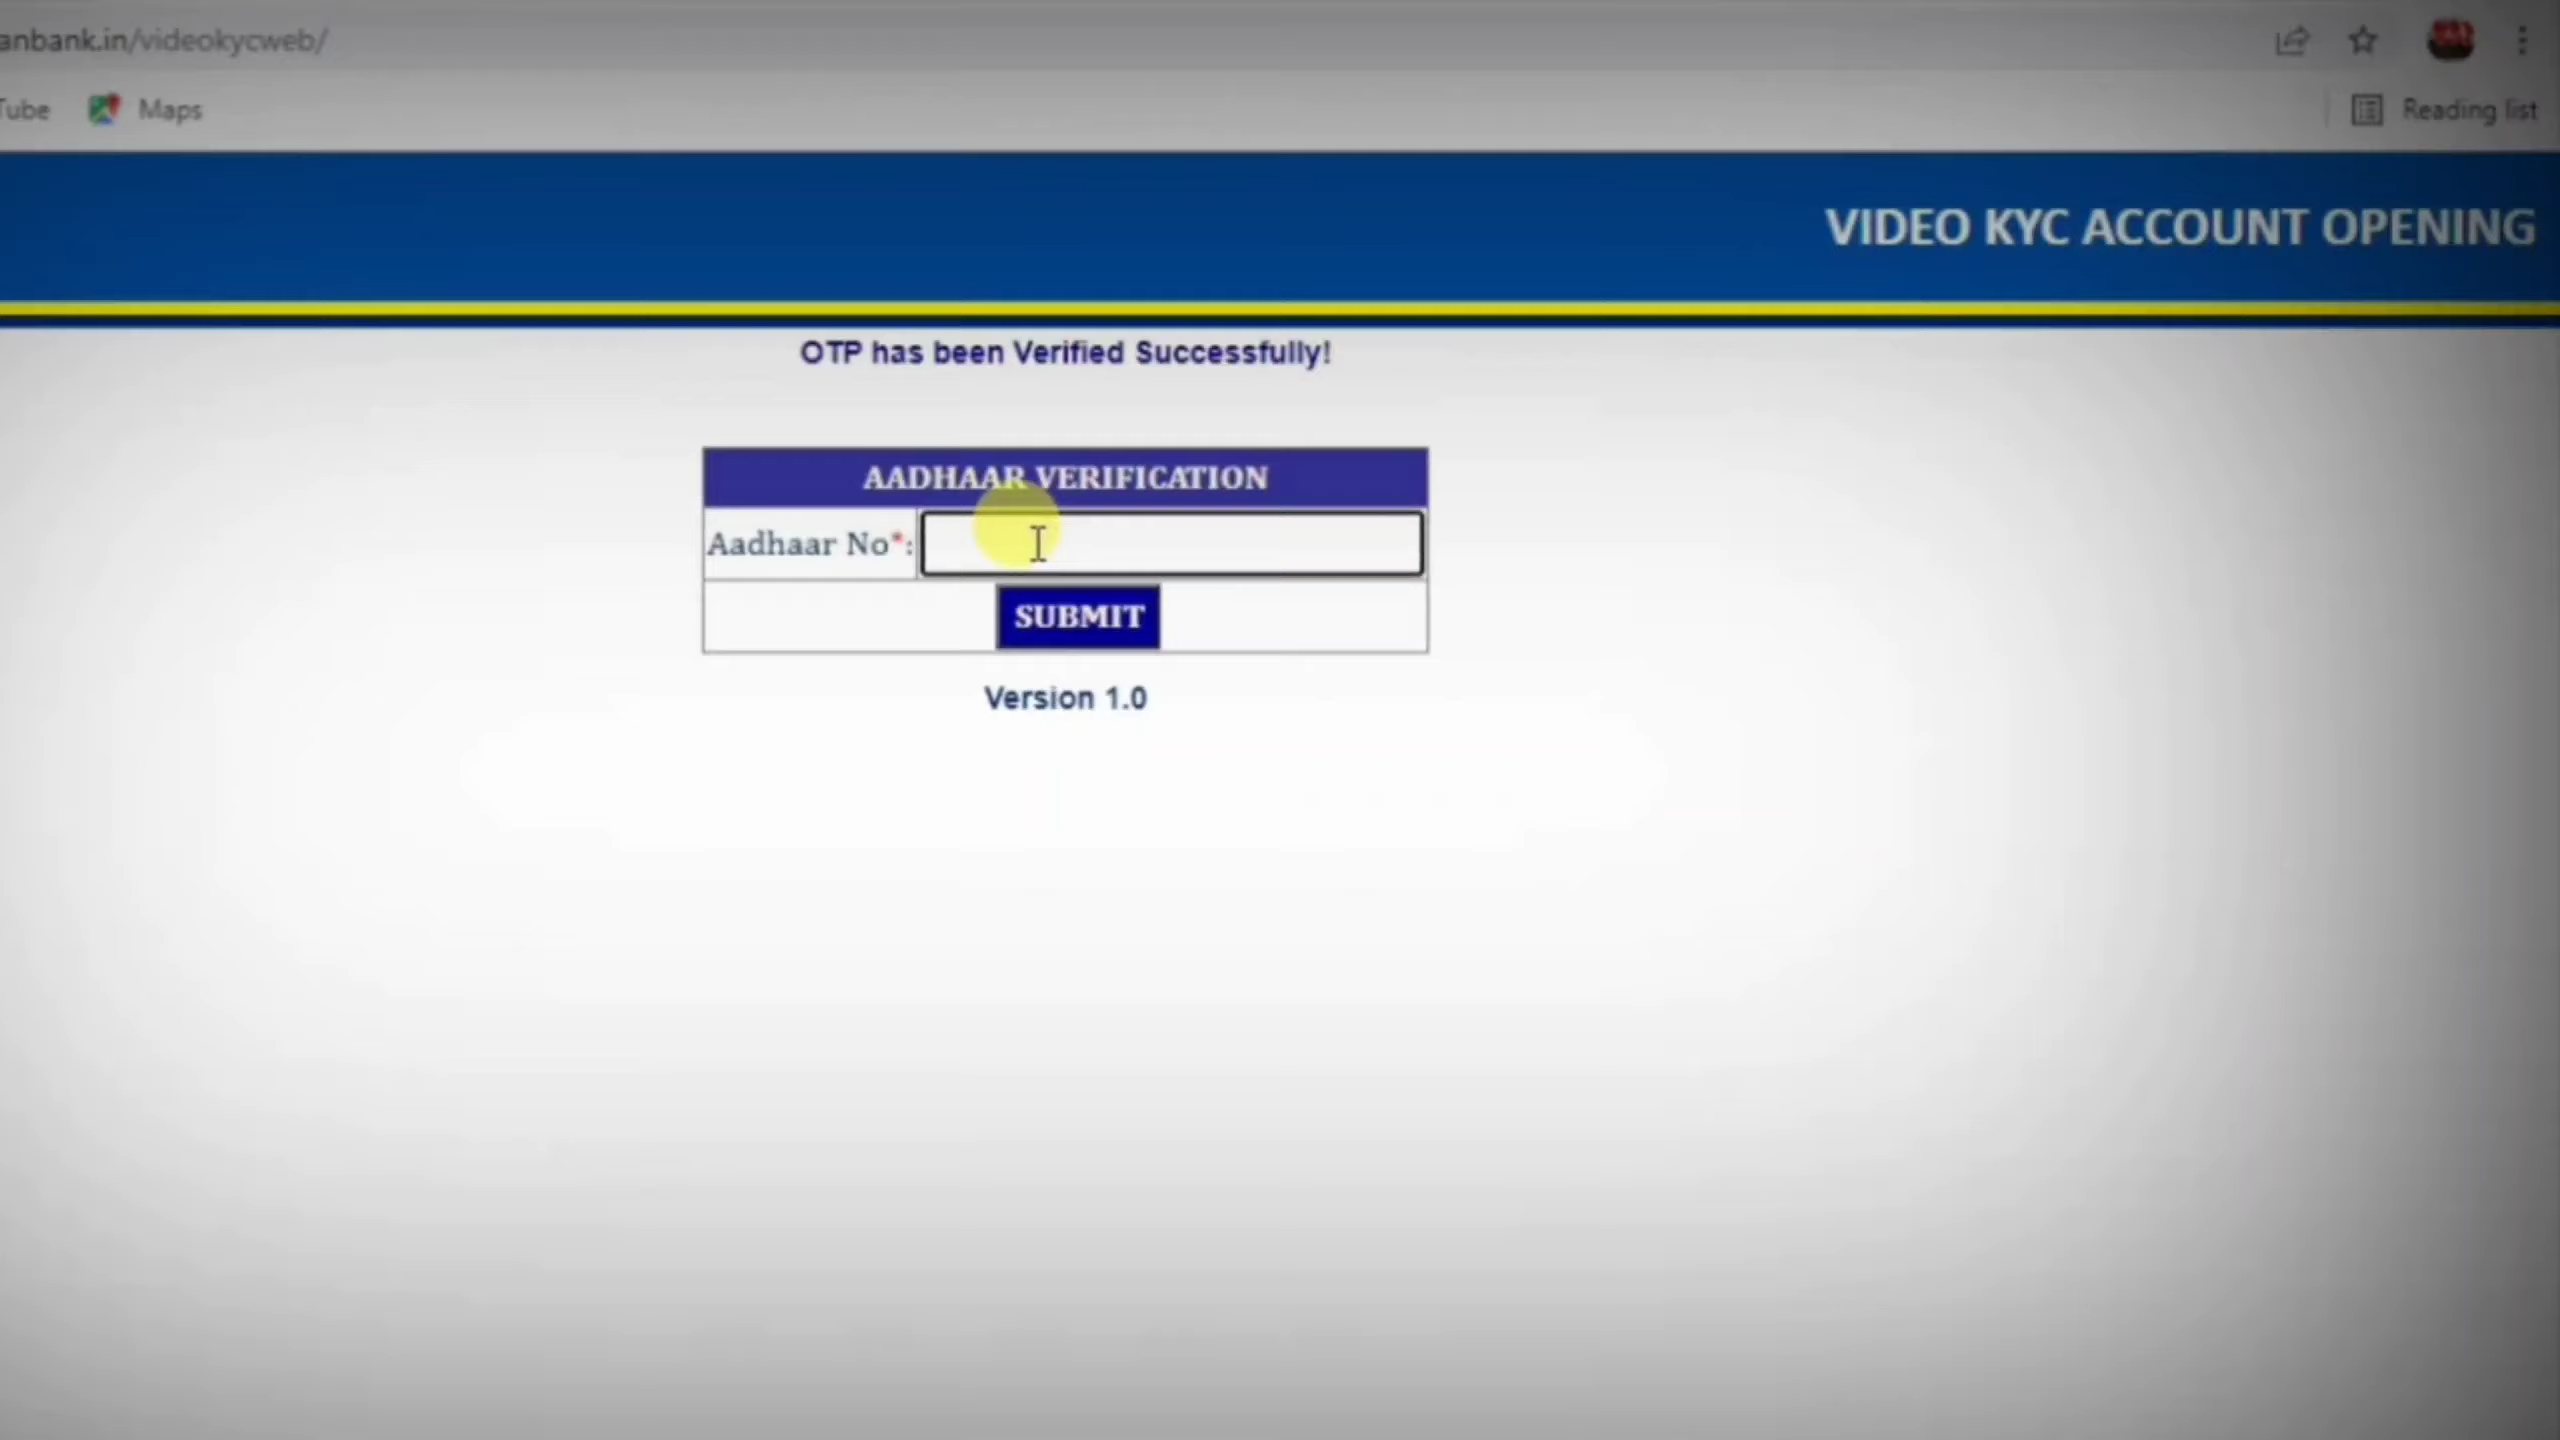 anbank.in/videokycweb/
Tube Maps Reading list
VIDEO KYC ACCOUNT OPENING
OTP has been Verified Successfully!
AADHAAR VERIFICATION
Aadhaar No*:
SUBMIT
Version 1.0